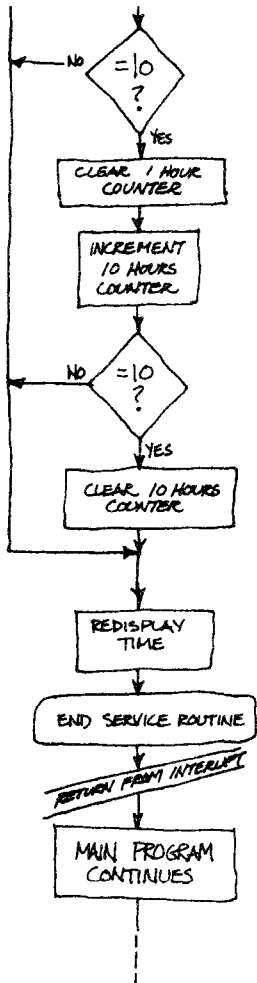 NO
=10
?
YES
CLEAR 1 HOUR
COUNTER
INCREMENT
10 HOURS
COUNTER
NO
=10
?
YES
CLEAR 10 HOURS
COUNTER
REDISPLAY
TIME
END SERVICE ROUTINE
RETURN FROM INTERUPT
MAIN PROGRAM
CONTINUES